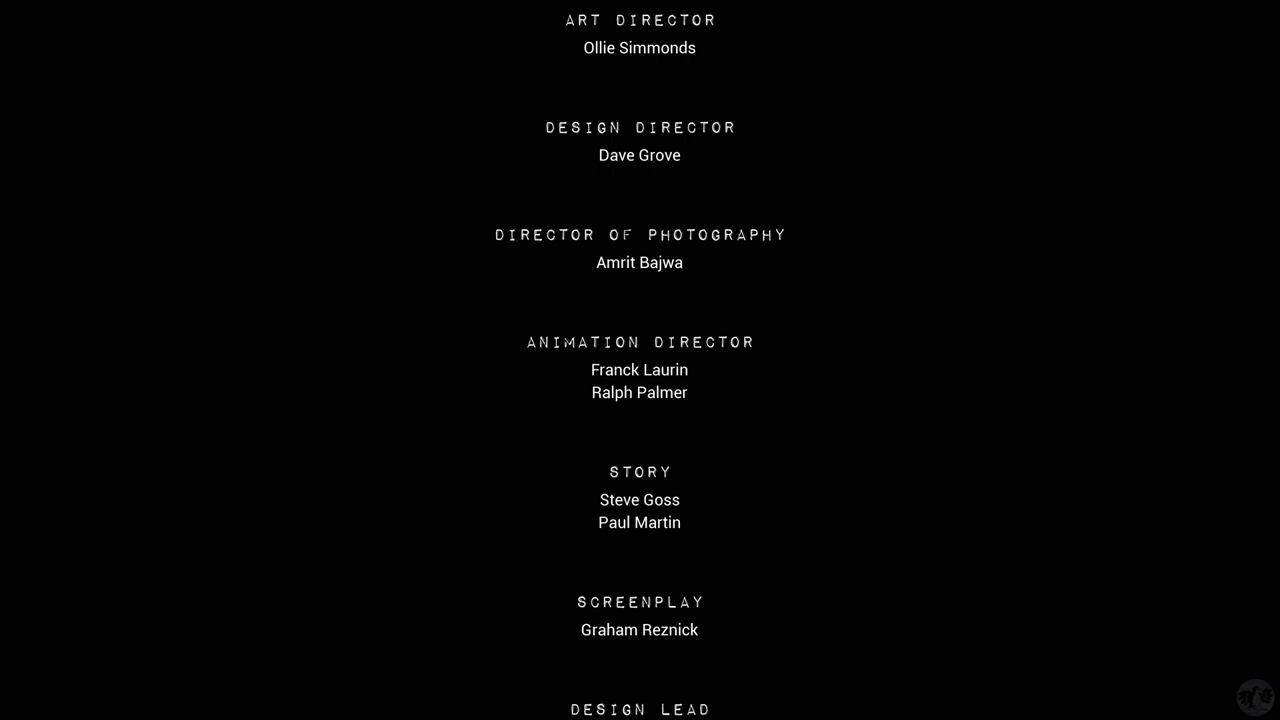 ART DIRECTOR
Ollie Simmonds
DESIGN DIRECTOR
Dave Grove
DIRECTOR OF PHOTOGRAPHY
Amrit Bajwa
ANIMATION DIRECTOR
Franck Laurin
Ralph Palmer
STORY
Steve Goss
Paul Martin
SCREENPLAY
Graham Reznick
DESIGN LEAD